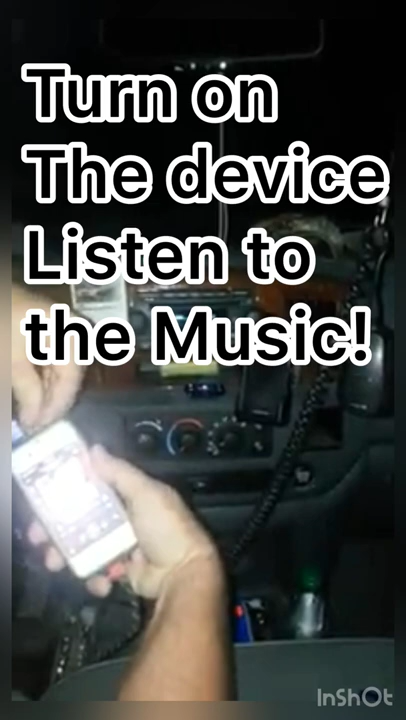 Turn on
The device
Listen to
the Music!
InShOt